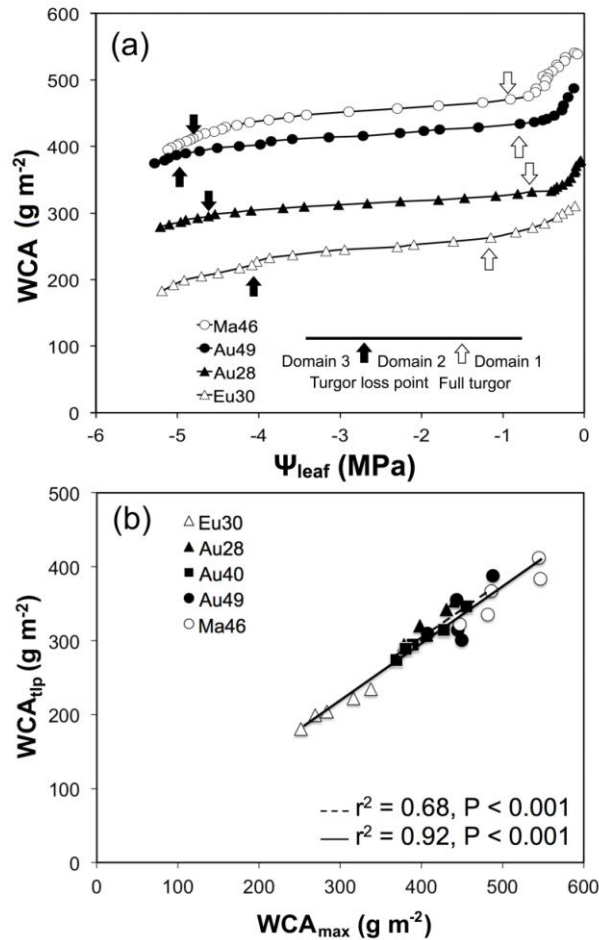 (a)
600
500
400
300
200
100
0
WCA (g m-2)
Ma46
Au49
Au28
Eu30
Domain 3 Domain 2 Domain 1
Turgor loss point Full turgor
-6 -5 -4 -3 -2 -1 0
Ψleaf (MPa)
(b)
500
400
300
200
100
0
WCAtlp (g m-2)
Eu30
Au28
Au40
Au49
Ma46
r2 = 0.68, P < 0.001
r2 = 0.92, P < 0.001
0 100 200 300 400 500 600
WCAmax (g m-2)